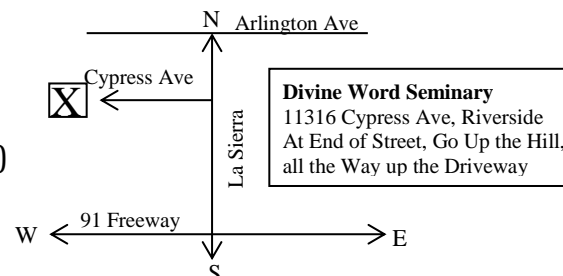 N Arlington Ave
Cypress Ave
X
Divine Word Seminary
11316 Cypress Ave, Riverside
At End of Street, Go Up the Hill,
all the Way up the Driveway
)
La Sierra
91 Freeway
W
E
S